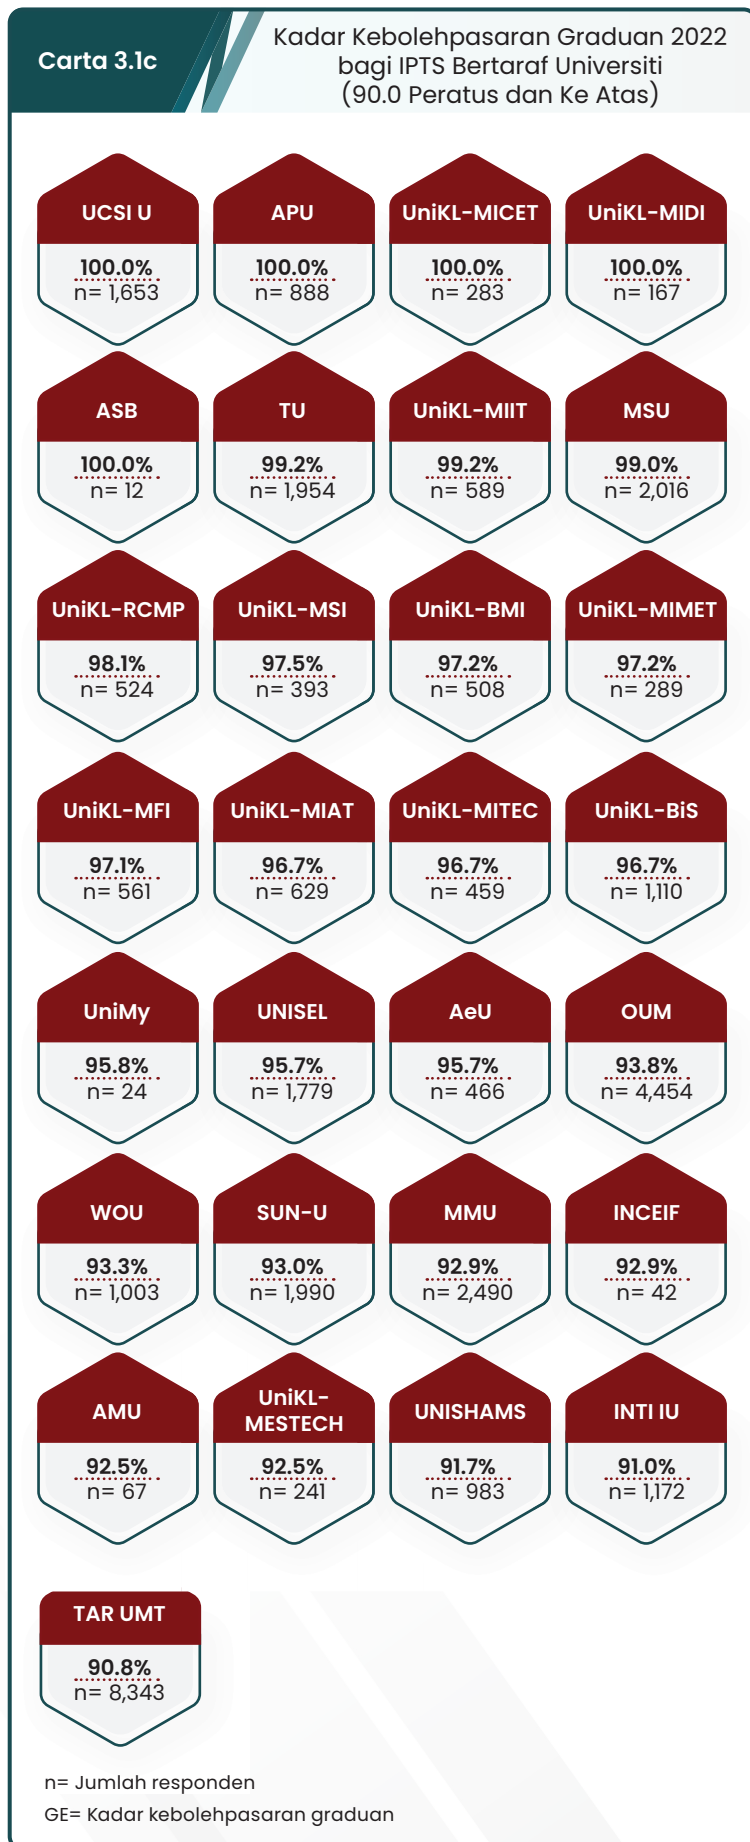 Carta 3.1c
Kadar Kebolehpasaran Graduan 2022
bagi IPTS Bertaraf Universiti
(90.0 Peratus dan Ke Atas)
UCSI U
100.0%
n= 1,653
APU
100.0%
n= 888
UniKL-MICET
100.0%
n= 283
UniKL-MIDI
100.0%
n= 167
ASB
100.0%
n= 12
TU
99.2%
n= 1,954
UniKL-MIIT
99.2%
n= 589
MSU
99.0%
n= 2,016
UniKL-RCMP
98.1%
n= 524
UniKL-MSI
97.5%
n= 393
UniKL-BMI
97.2%
n= 508
UniKL-MIMET
97.2%
n= 289
UniKL-MFI
97.1%
n= 561
UniKL-MIAT
96.7%
n= 629
UniKL-MITEC
96.7%
n= 459
UniKL-BiS
96.7%
n= 1,110
UniMy
95.8%
n= 24
UNISEL
95.7%
n= 1,779
AeU
95.7%
n= 466
OUM
93.8%
n= 4,454
WOU
93.3%
n= 1,003
SUN-U
93.0%
n= 1,990
MMU
92.9%
n= 2,490
INCEIF
92.9%
n= 42
AMU
92.5%
n= 67
UniKL-
MESTECH
92.5%
n= 241
UNISHAMS
91.7%
n= 983
INTI IU
91.0%
n= 1,172
TAR UMT
90.8%
n= 8,343
n= Jumlah responden
GE= Kadar kebolehpasaran graduan